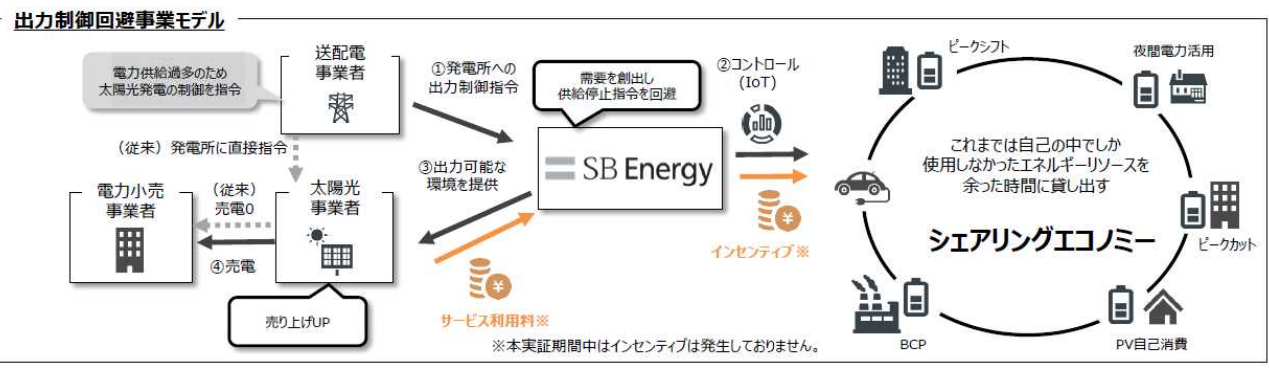 出力制御回避事業モデル
電力供給過多のため
太陽光発電の制御を指令
送配電
事業者
①発電所への
出力制御指令
需要を創出し
供給停止指令を回避
②コントロール
(IoT)
ピークシフト
夜間電力活用
（従来）発電所に直接指令
③出力可能な
環境を提供
SB Energy
これまでは自己の中でしか
使用しなかったエネルギーリソースを
余った時間に貸し出す
シェアリングエコノミー
電力小売
事業者
（従来）
売電0
太陽光
事業者
④売電
¥
インセンティブ※
ピークカット
売り上げUP
¥
サービス利用料※
※本実証期間中はインセンティブは発生しておりません。
BCP
PV自己消費